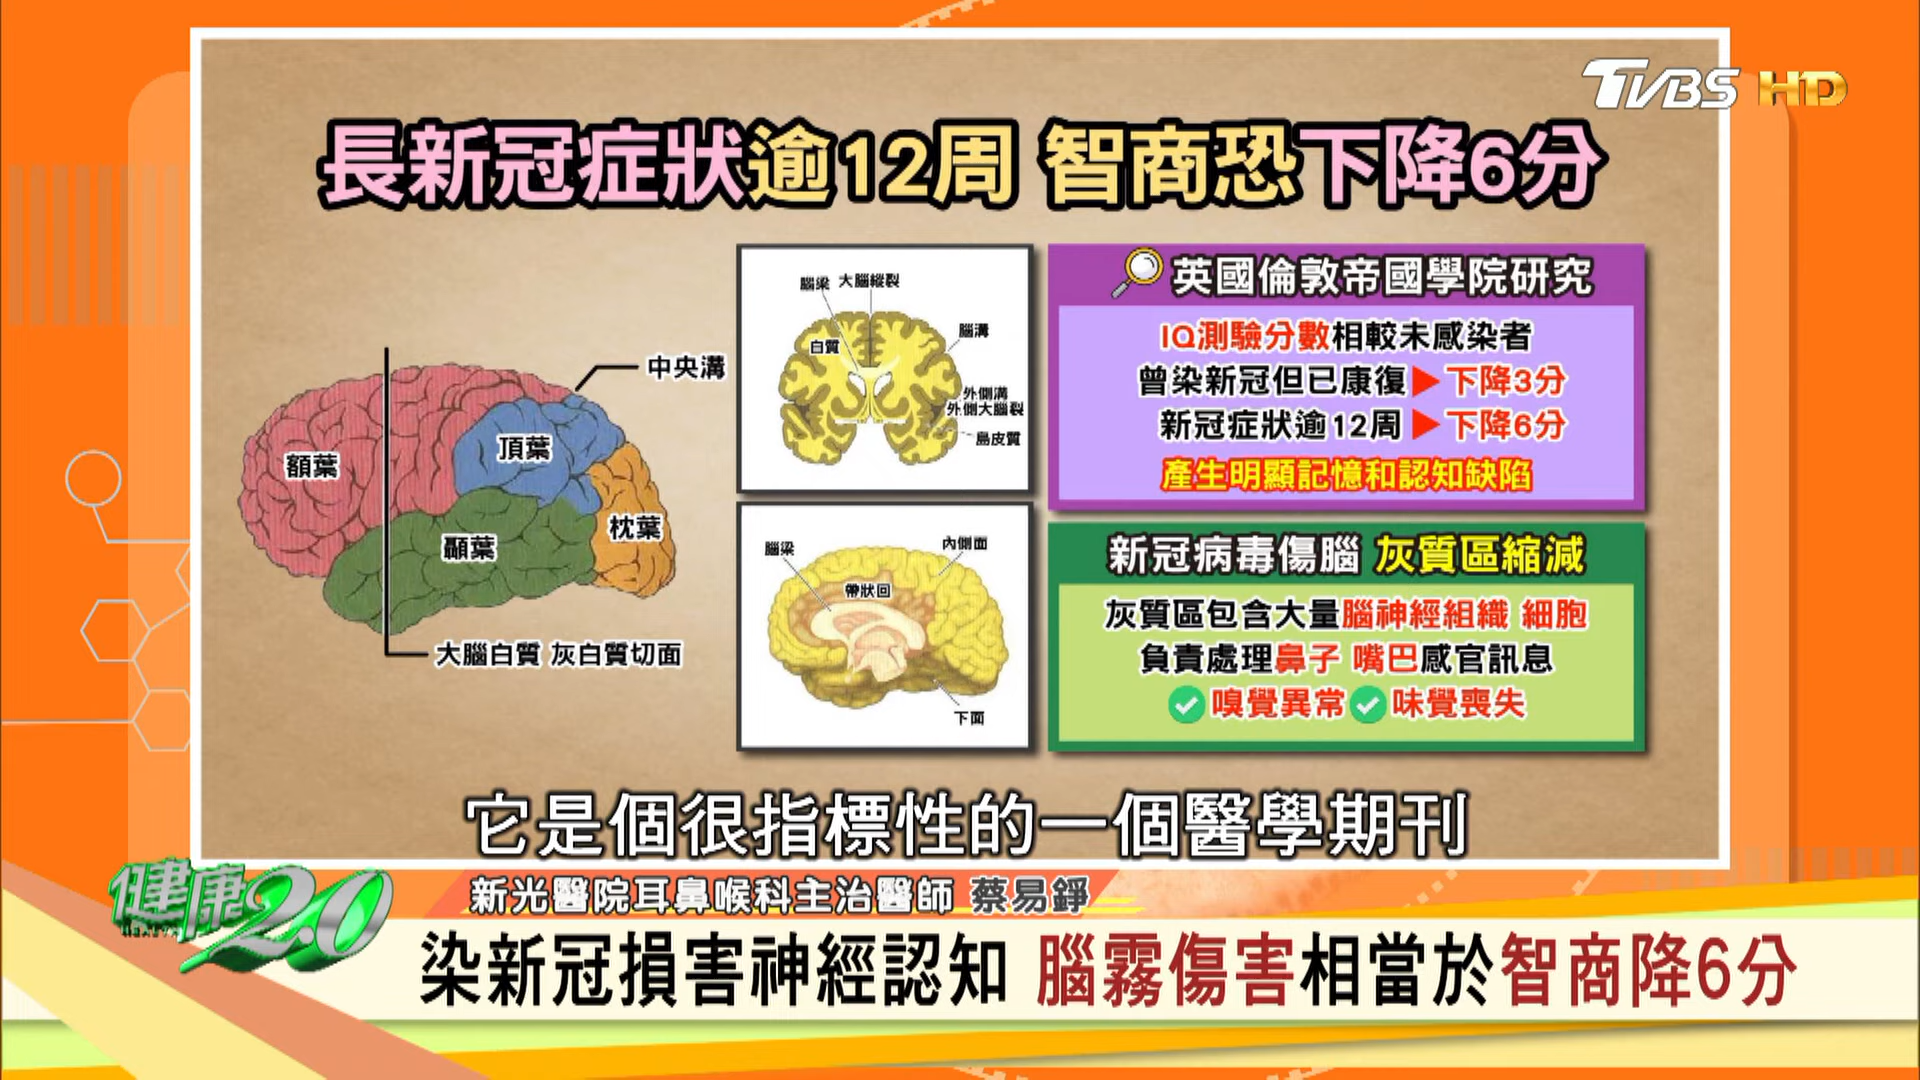 TVBS HD
長新冠症狀逾12周 智商恐下降6分
中央溝
額葉
頂葉
顳葉
枕葉
大腦白質 灰白質切面
腦梁 大腦縱裂
腦溝
白質
外側溝
外側大腦裂
島皮質
腦梁
內側面
帶狀回
下面
英國倫敦帝國學院研究
IQ測驗分數相較未感染者
曾染新冠但已康復▶下降3分
新冠症狀逾12周▶下降6分
產生明顯記憶和認知缺陷
新冠病毒傷腦 灰質區縮減
灰質區包含大量腦神經組織 細胞
負責處理鼻子 嘴巴感官訊息
嗅覺異常 味覺喪失
它是個很指標性的一個醫學期刊
健康2.0
HEALTH
新光醫院耳鼻喉科主治醫師 蔡易錚
染新冠損害神經認知 腦霧傷害相當於智商降6分